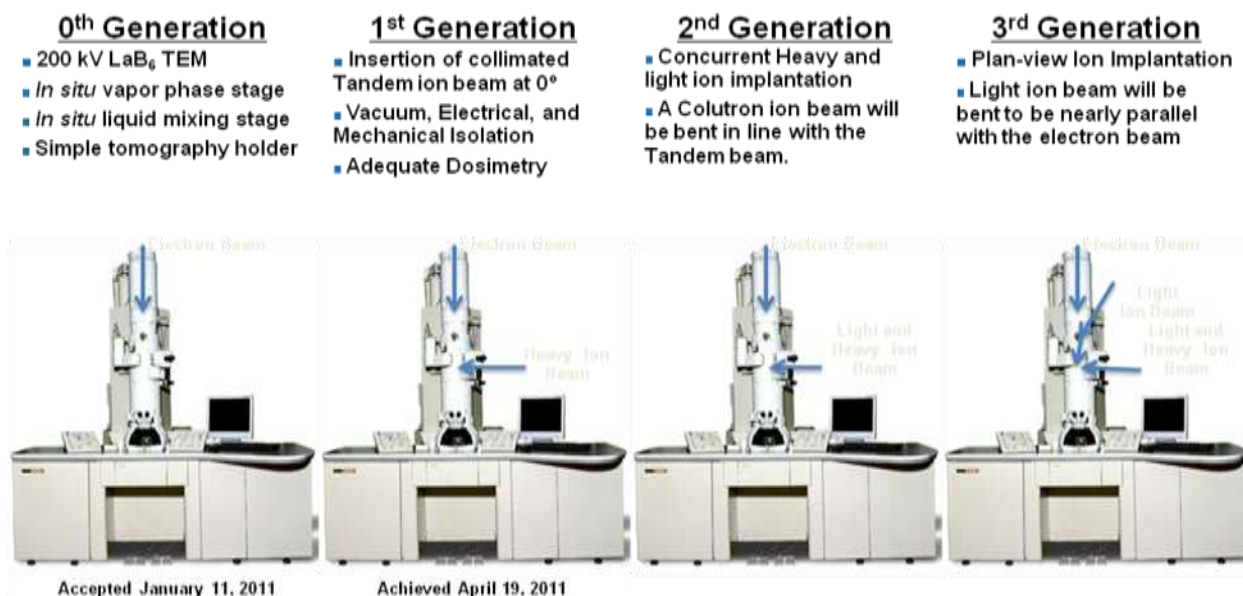 0th Generation
▪ 200 kV LaB6 TEM
▪ In situ vapor phase stage
▪ In situ liquid mixing stage
▪ Simple tomography holder
1st Generation
▪ Insertion of collimated
Tandem ion beam at 0°
▪ Vacuum, Electrical, and
Mechanical Isolation
▪ Adequate Dosimetry
2nd Generation
▪ Concurrent Heavy and
light ion implantation
▪ A Colutron ion beam will
be bent in line with the
Tandem beam.
3rd Generation
▪ Plan-view Ion Implantation
▪ Light ion beam will be
bent to be nearly parallel
with the electron beam
Electron Beam
Accepted January 11, 2011
Electron Beam
Heavy Ion
Beam
Achieved April 19, 2011
Electron Beam
Light and
Heavy Ion
Beam
Electron Beam
Light
Ion Beam
Light and
Heavy Ion
Beam